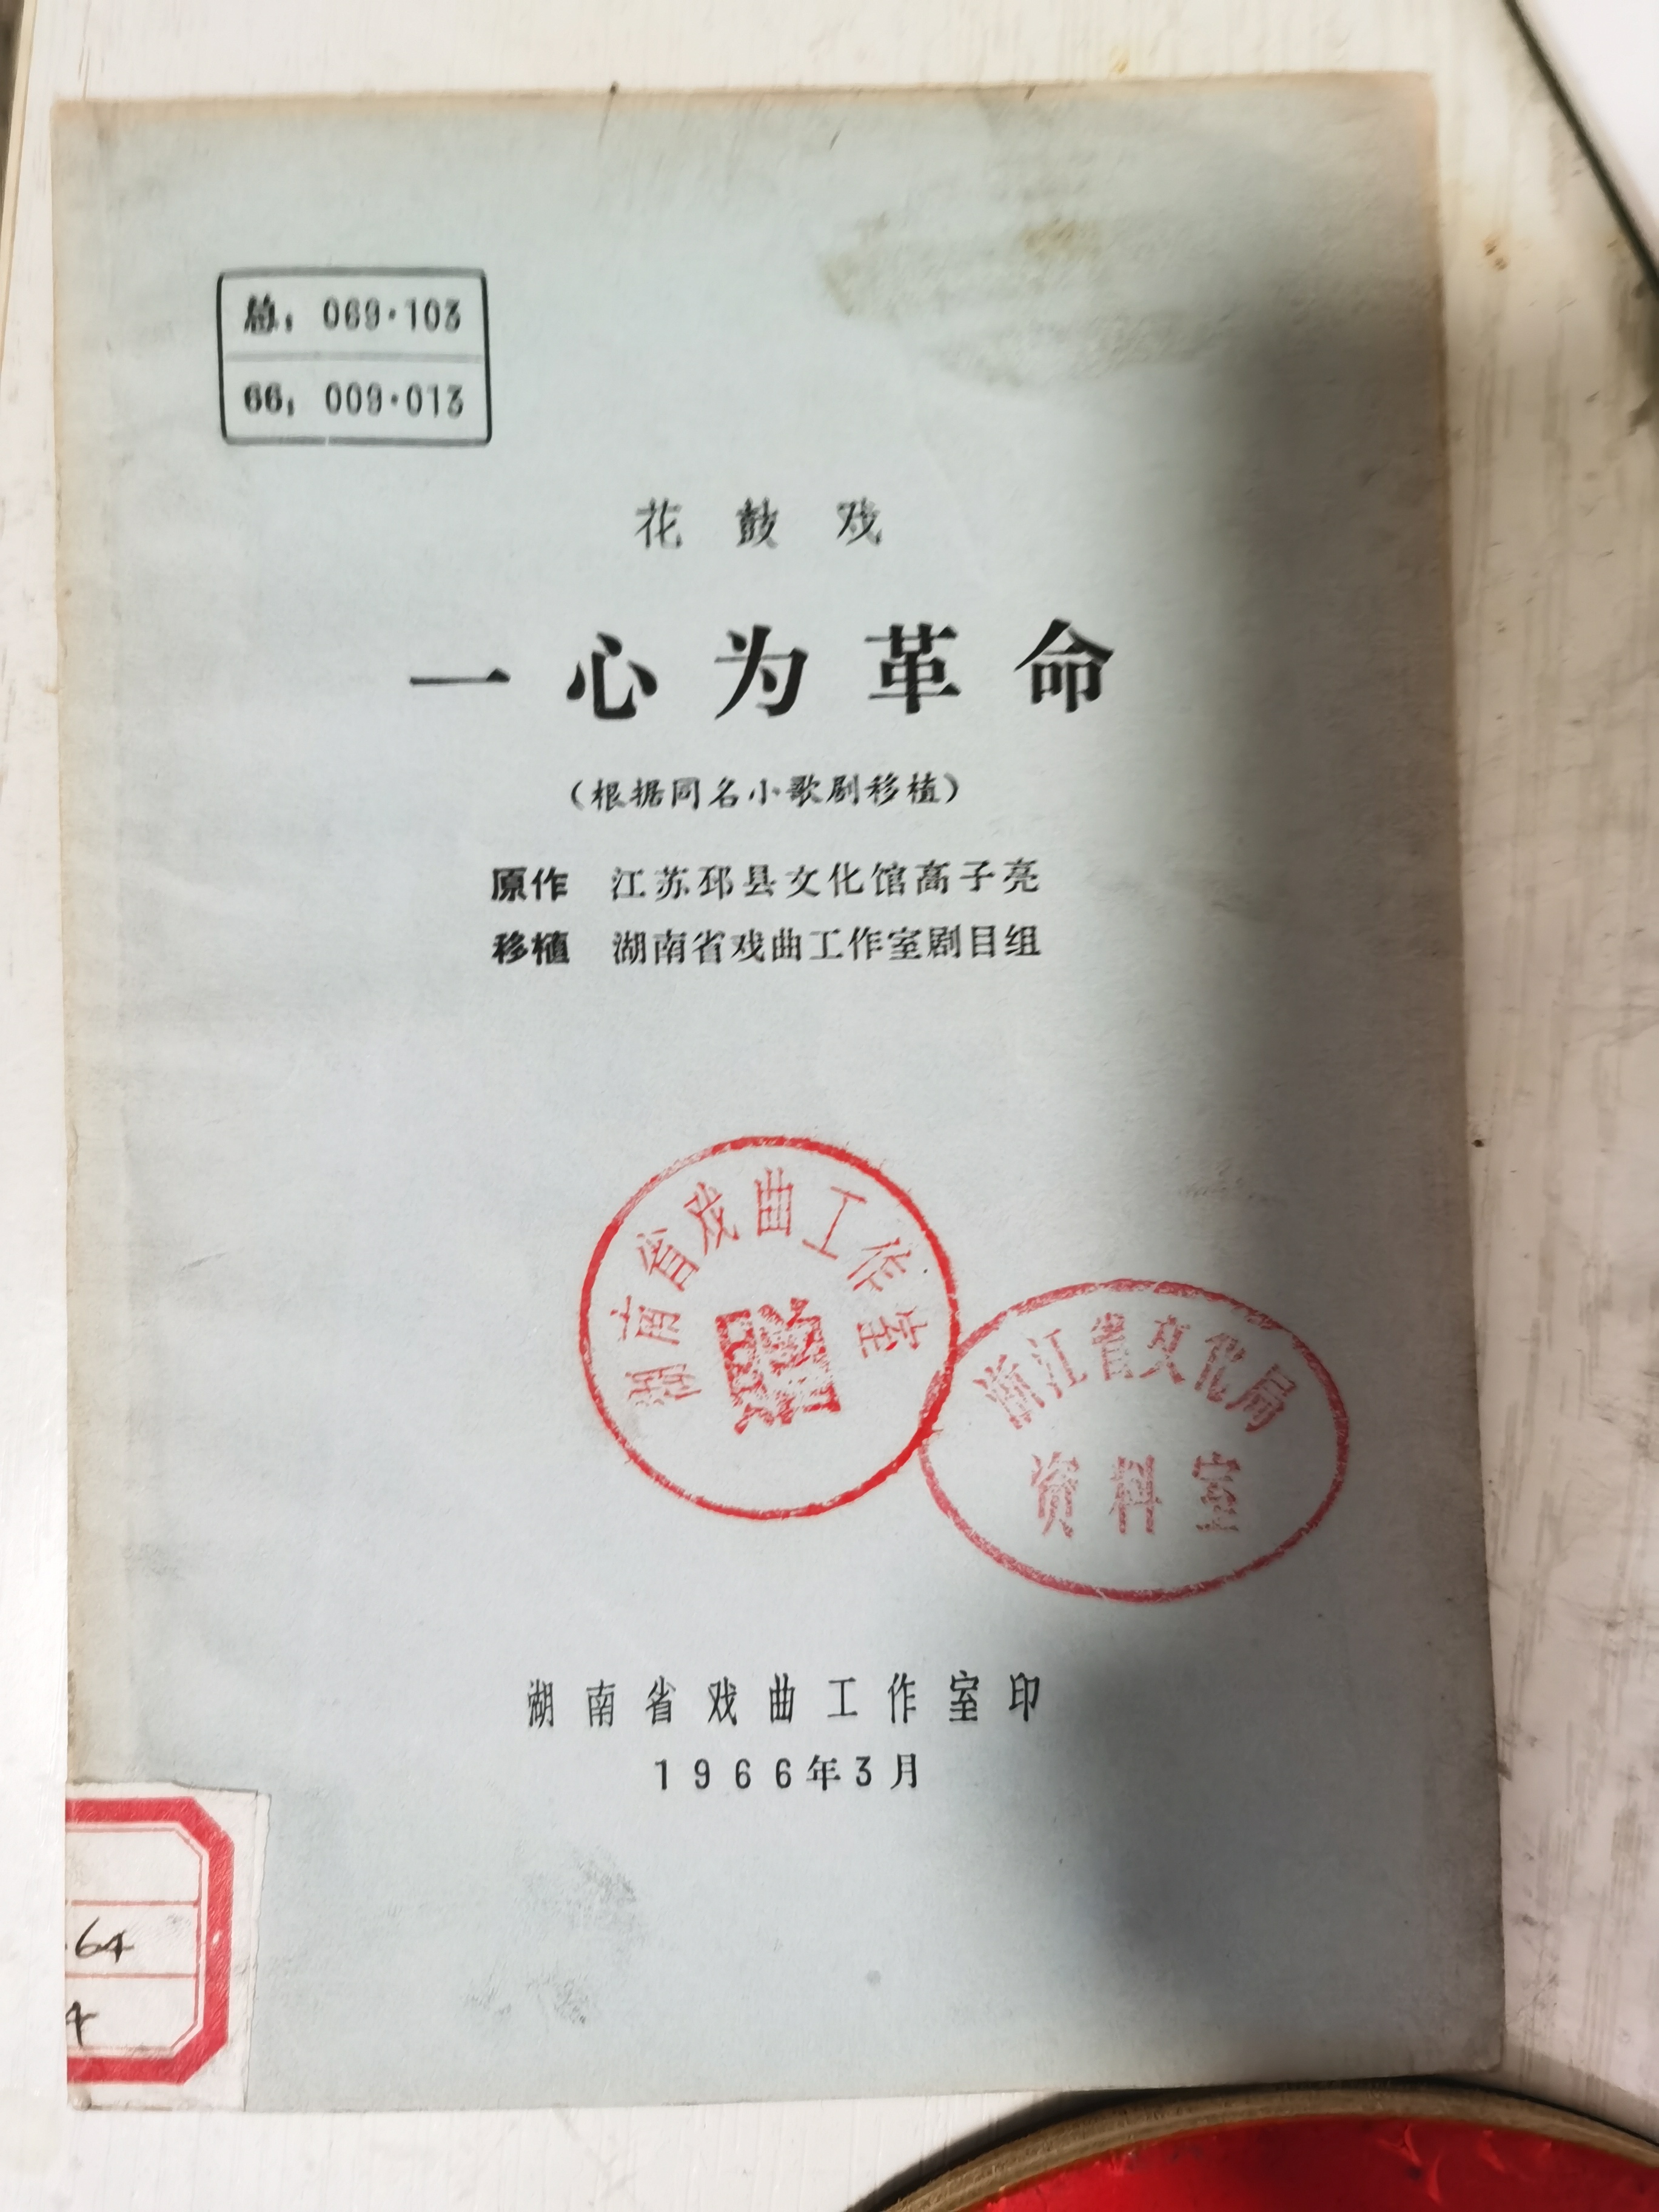 总：069·103
66：009·013
花鼓戏
一心为革命
（根据同名小歌剧移植）
原作 江苏邳县文化馆高子亮
移植 湖南省戏曲工作室剧目组
湖南省戏曲工作室
浙江省文化局
资料室
湖南省戏曲工作室印
1966年3月
.64
4